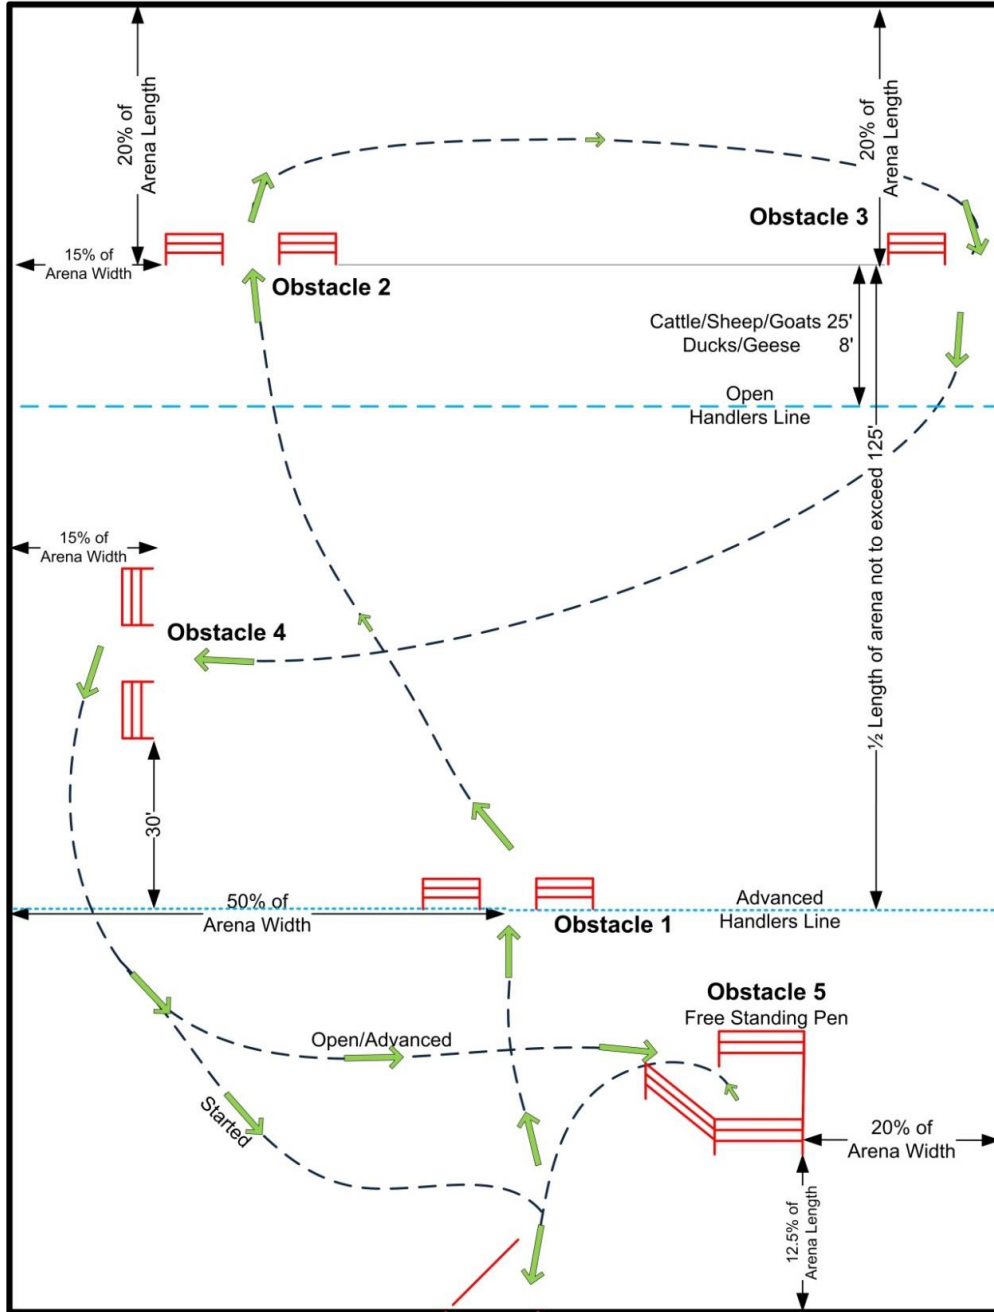 20% of
Arena Length
20% of
Arena Length
Obstacle 3
15% of
Arena Width
Obstacle 2
Cattle/Sheep/Goats 25'
Ducks/Geese 8'
Open
Handlers Line
½ Length of arena not to exceed 125'
15% of
Arena Width
Obstacle 4
30'
50% of
Arena Width
Advanced
Handlers Line
Obstacle 1
Obstacle 5
Free Standing Pen
Open/Advanced
Started
20% of
Arena Width
12.5% of
Arena Length